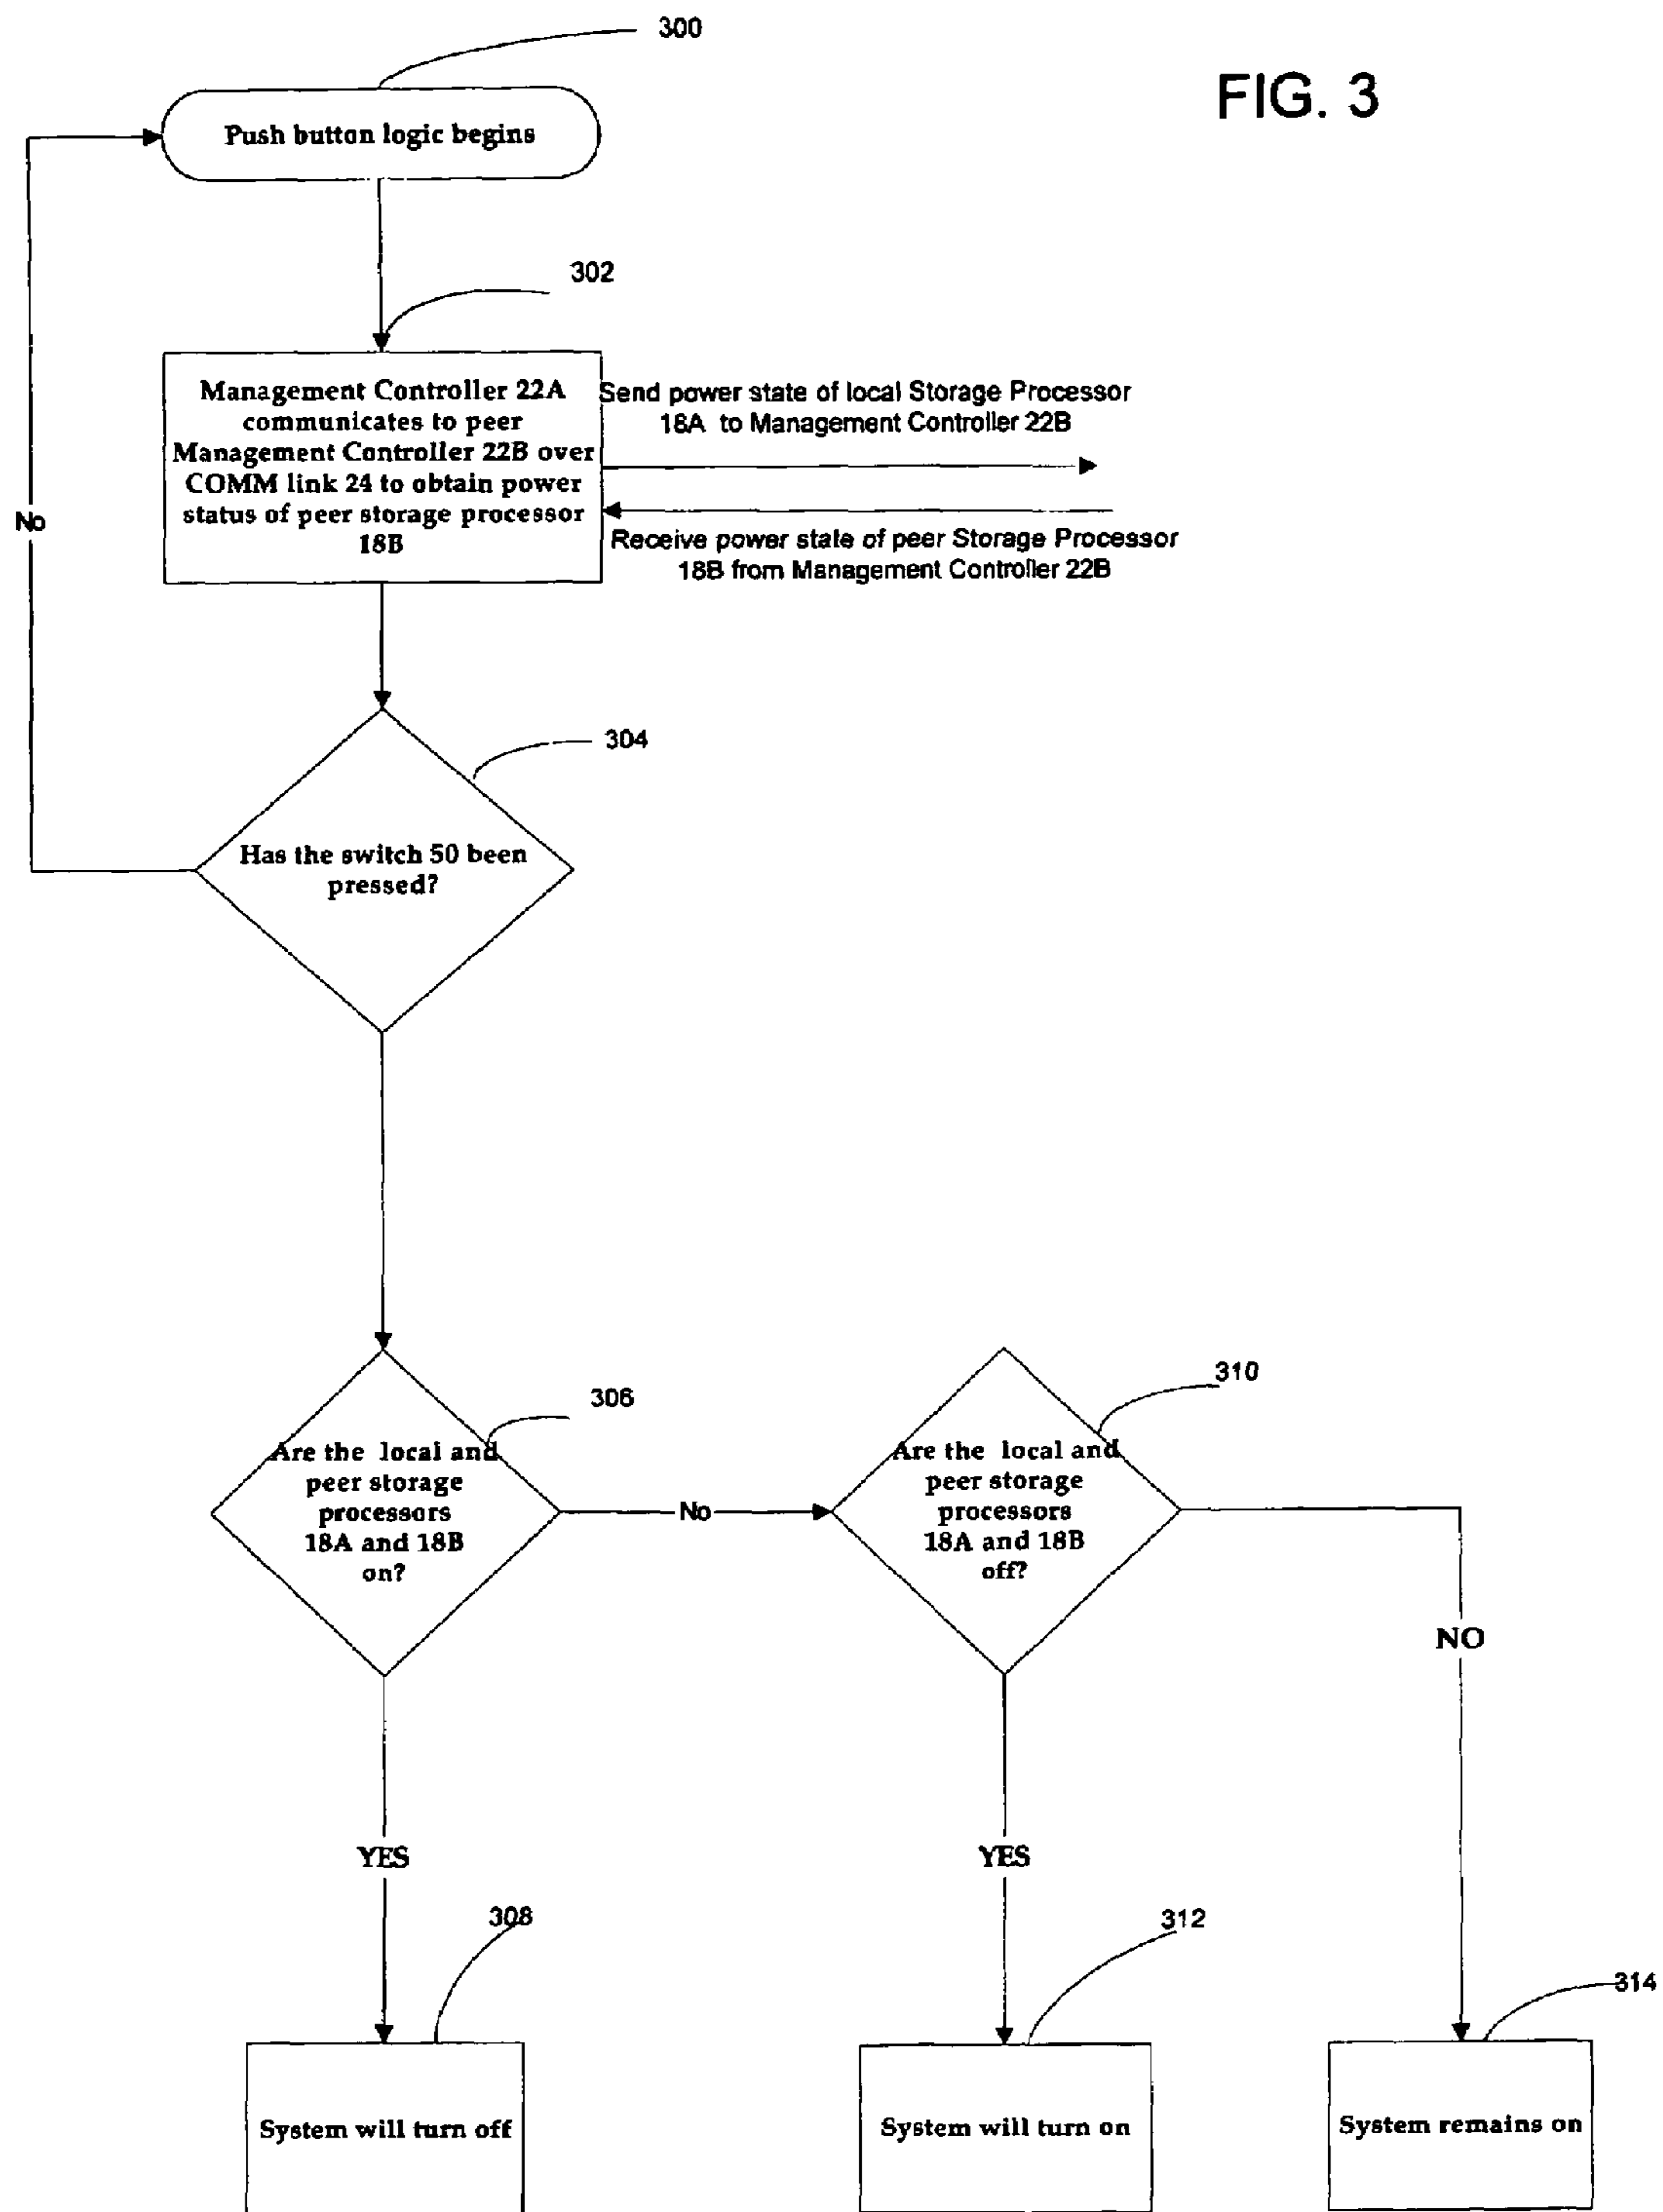 300
FIG. 3
Push button logic begins
302
Management Controller 22A
communicates to peer
Management Controller 22B over
COMM link 24 to obtain power
status of peer storage processor
18B
Send power state of local Storage Processor
18A to Management Controller 22B
Receive power state of peer Storage Processor
18B from Management Controller 22B
No
304
Has the switch 50 been
pressed?
306
Are the local and
peer storage
processors
18A and 18B
on?
No
310
Are the local and
peer storage
processors
18A and 18B
off?
NO
YES
YES
308
312
314
System will turn off
System will turn on
System remains on